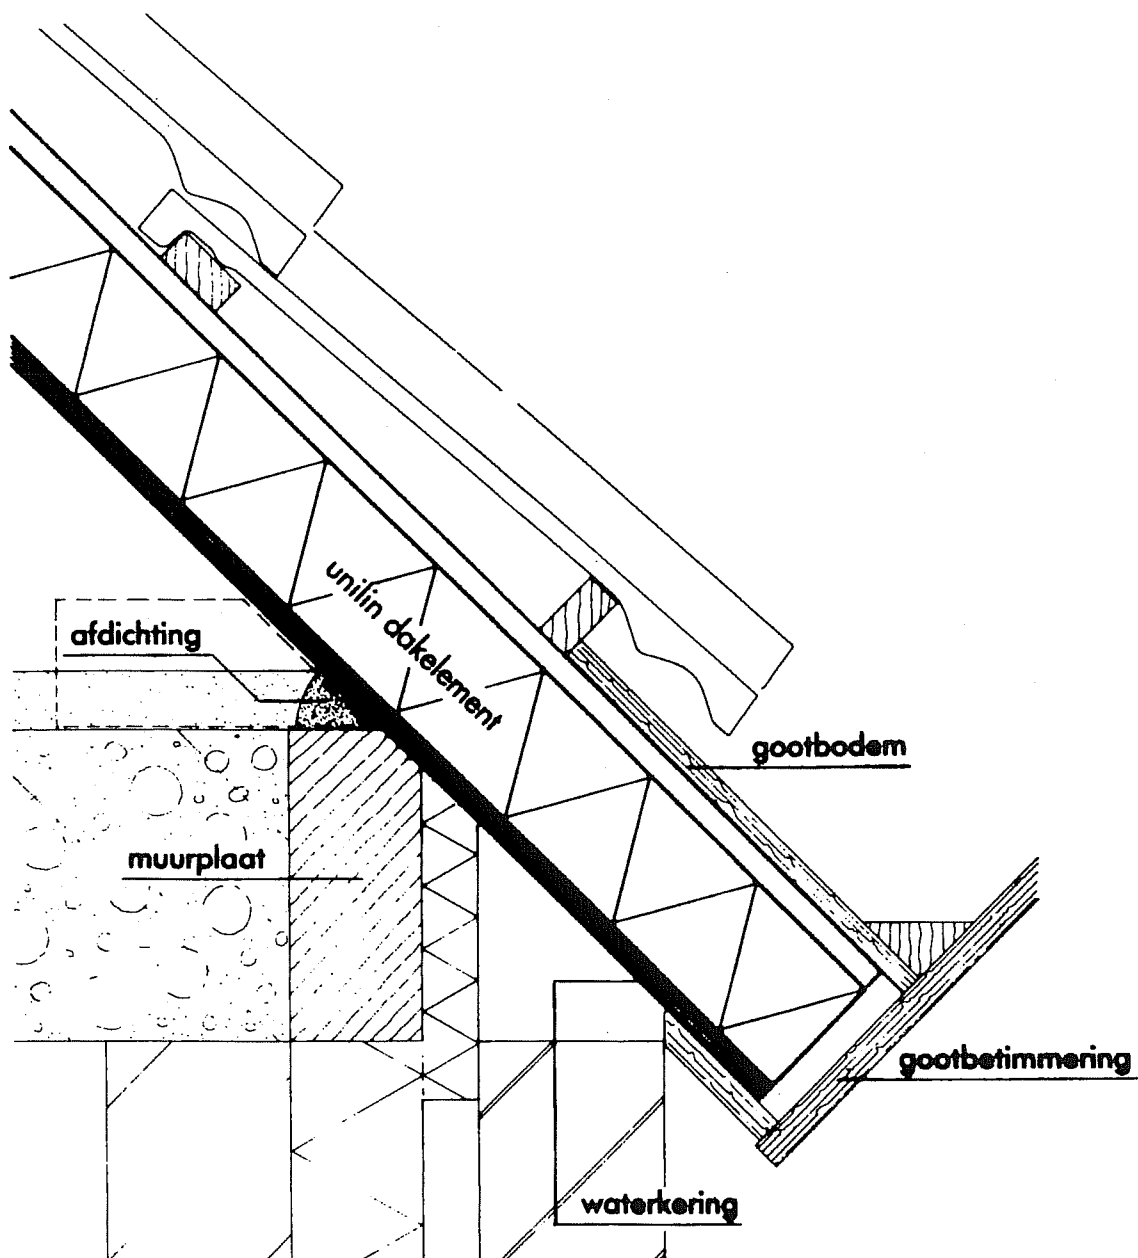 unilin dakelement
afdichting
gootbodem
muurplaat
gootbetimmering
waterkering